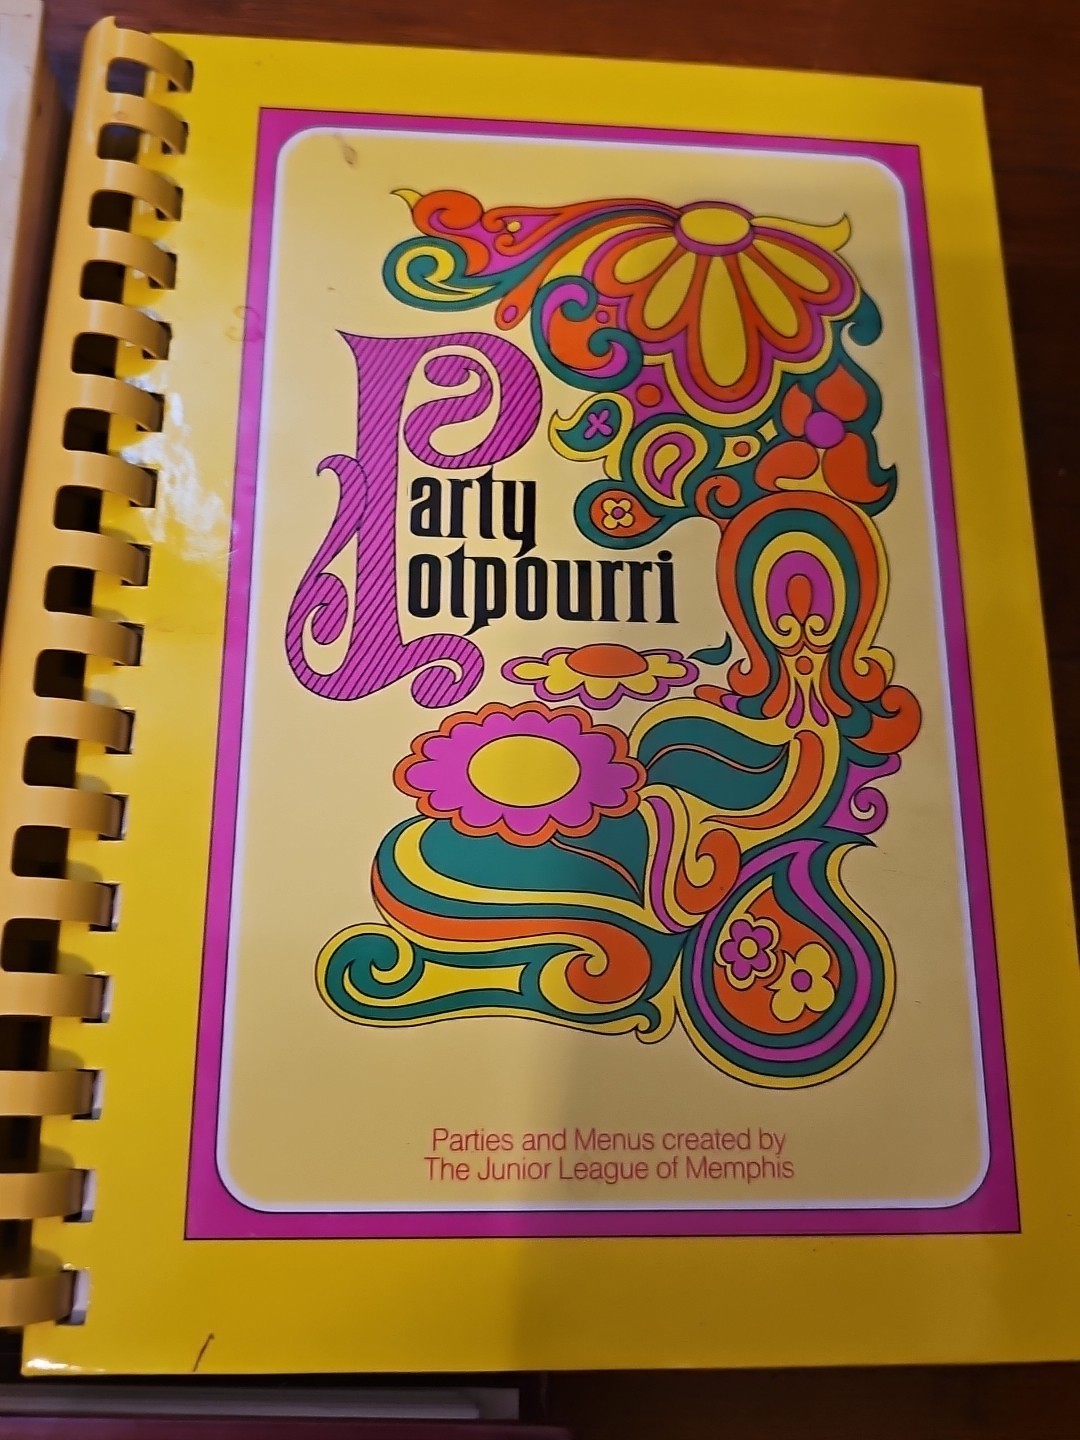 Party
Potpourri
Parties and Menus created by
The Junior League of Memphis